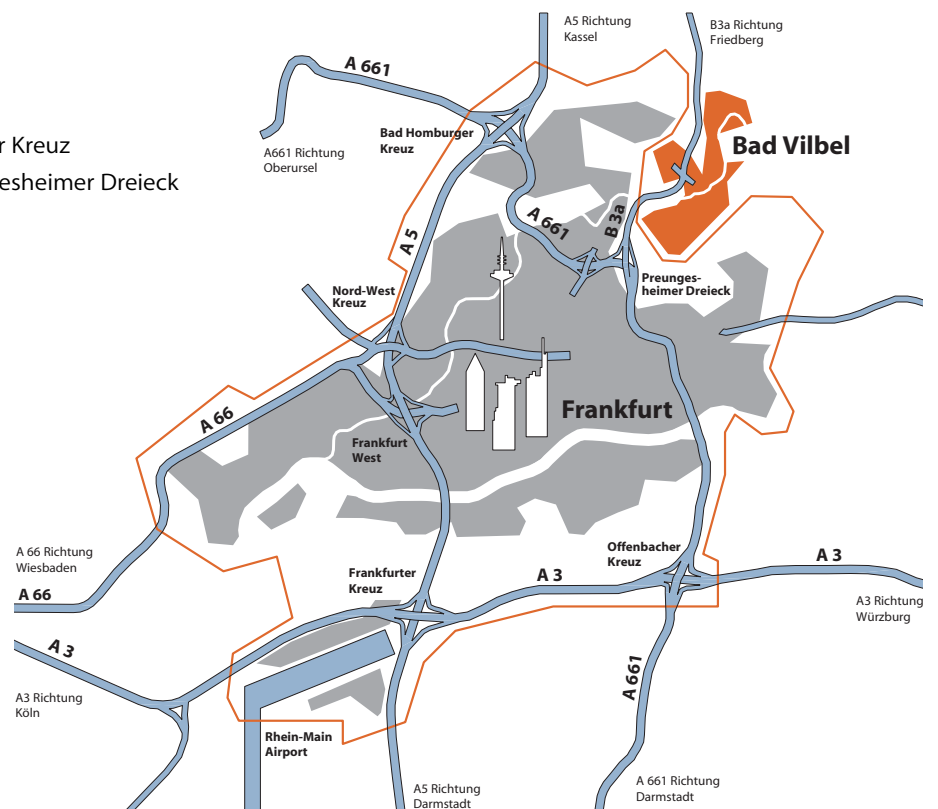 A5 Richtung
Kassel
B3a Richtung
Friedberg
A 661
r Kreuz
esheimer Dreieck
A661 Richtung
Oberursel
Bad Homburger
Kreuz
Bad Vilbel
A 5
A 661
B 3a
Nord-West
Kreuz
Preunges-
heimer Dreieck
A 66
Frankfurt
Frankfurt
West
A 66 Richtung
Wiesbaden
A 66
Frankfurter
Kreuz
A 3
Offenbacher
Kreuz
A 3
A3 Richtung
Würzburg
A 3
A3 Richtung
Köln
A 661
Rhein-Main
Airport
A5 Richtung
Darmstadt
A 661 Richtung
Darmstadt